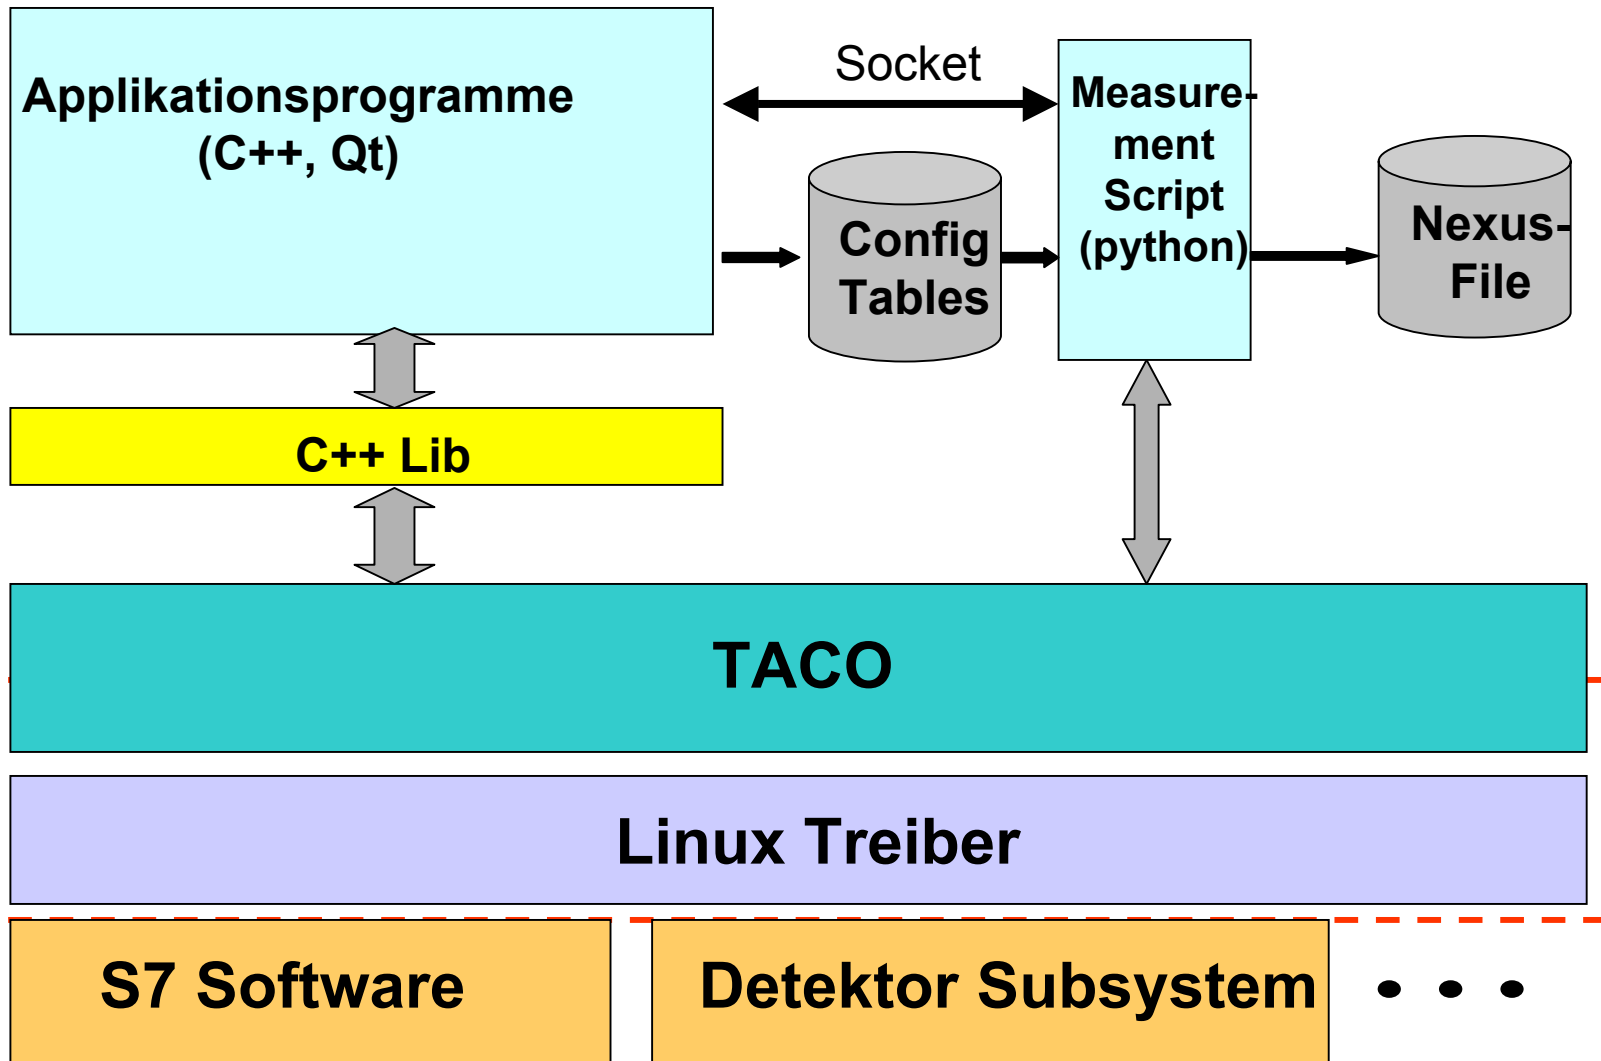 Applikationsprogramme
(C++, Qt)
Socket
Measure-
ment
Script
(python)
Config
Tables
Nexus-
File
C++ Lib
TACO
Linux Treiber
S7 Software
Detektor Subsystem
• • •